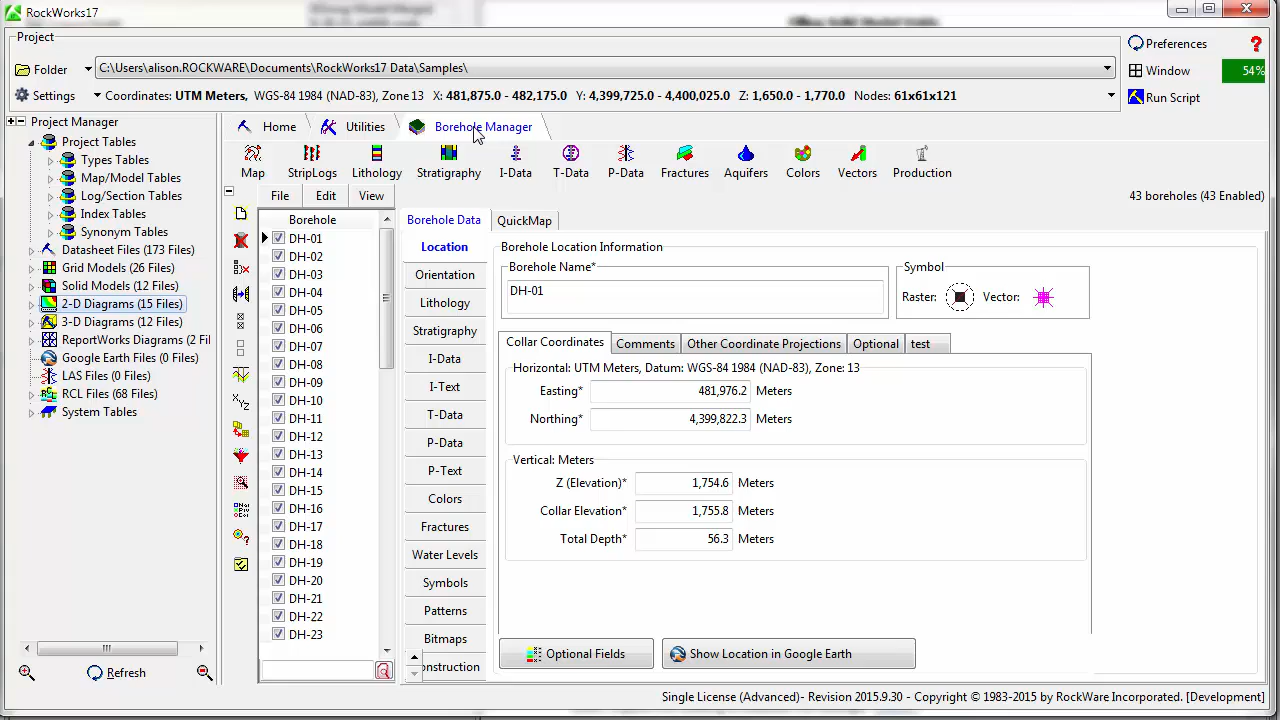 RockWorks17
Project
Folder C:\Users\alison.ROCKWARE\Documents\RockWorks17 Data\Samples\
Settings Coordinates: UTM Meters, WGS-84 1984 (NAD-83), Zone 13 X: 481,875.0 - 482,175.0 Y: 4,399,725.0 - 4,400,025.0 Z: 1,650.0 - 1,770.0 Nodes: 61x61x121
Preferences ?
Window 54%
Run Script
Project Manager
Project Tables
Types Tables
Map/Model Tables
Log/Section Tables
Index Tables
Synonym Tables
Datasheet Files (173 Files)
Grid Models (26 Files)
Solid Models (12 Files)
2-D Diagrams (15 Files)
3-D Diagrams (12 Files)
ReportWorks Diagrams (2 Fil
Google Earth Files (0 Files)
LAS Files (0 Files)
RCL Files (68 Files)
System Tables
Refresh
Home Utilities Borehole Manager
Map StripLogs Lithology Stratigraphy I-Data T-Data P-Data Fractures Aquifers Colors Vectors Production
File Edit View
43 boreholes (43 Enabled)
Borehole
DH-01
DH-02
DH-03
DH-04
DH-05
DH-06
DH-07
DH-08
DH-09
DH-10
DH-11
DH-12
DH-13
DH-14
DH-15
DH-16
DH-17
DH-18
DH-19
DH-20
DH-21
DH-22
DH-23
Borehole Data QuickMap
Location
Orientation
Lithology
Stratigraphy
I-Data
I-Text
T-Data
P-Data
P-Text
Colors
Fractures
Water Levels
Symbols
Patterns
Bitmaps
onstruction
Borehole Location Information
Borehole Name*
DH-01
Symbol
Raster: Vector:
Collar Coordinates Comments Other Coordinate Projections Optional test
Horizontal: UTM Meters, Datum: WGS-84 1984 (NAD-83), Zone: 13
Easting* 481,976.2 Meters
Northing* 4,399,822.3 Meters
Vertical: Meters
Z (Elevation)* 1,754.6 Meters
Collar Elevation* 1,755.8 Meters
Total Depth* 56.3 Meters
Optional Fields Show Location in Google Earth
Single License (Advanced)- Revision 2015.9.30 - Copyright © 1983-2015 by RockWare Incorporated. [Development]